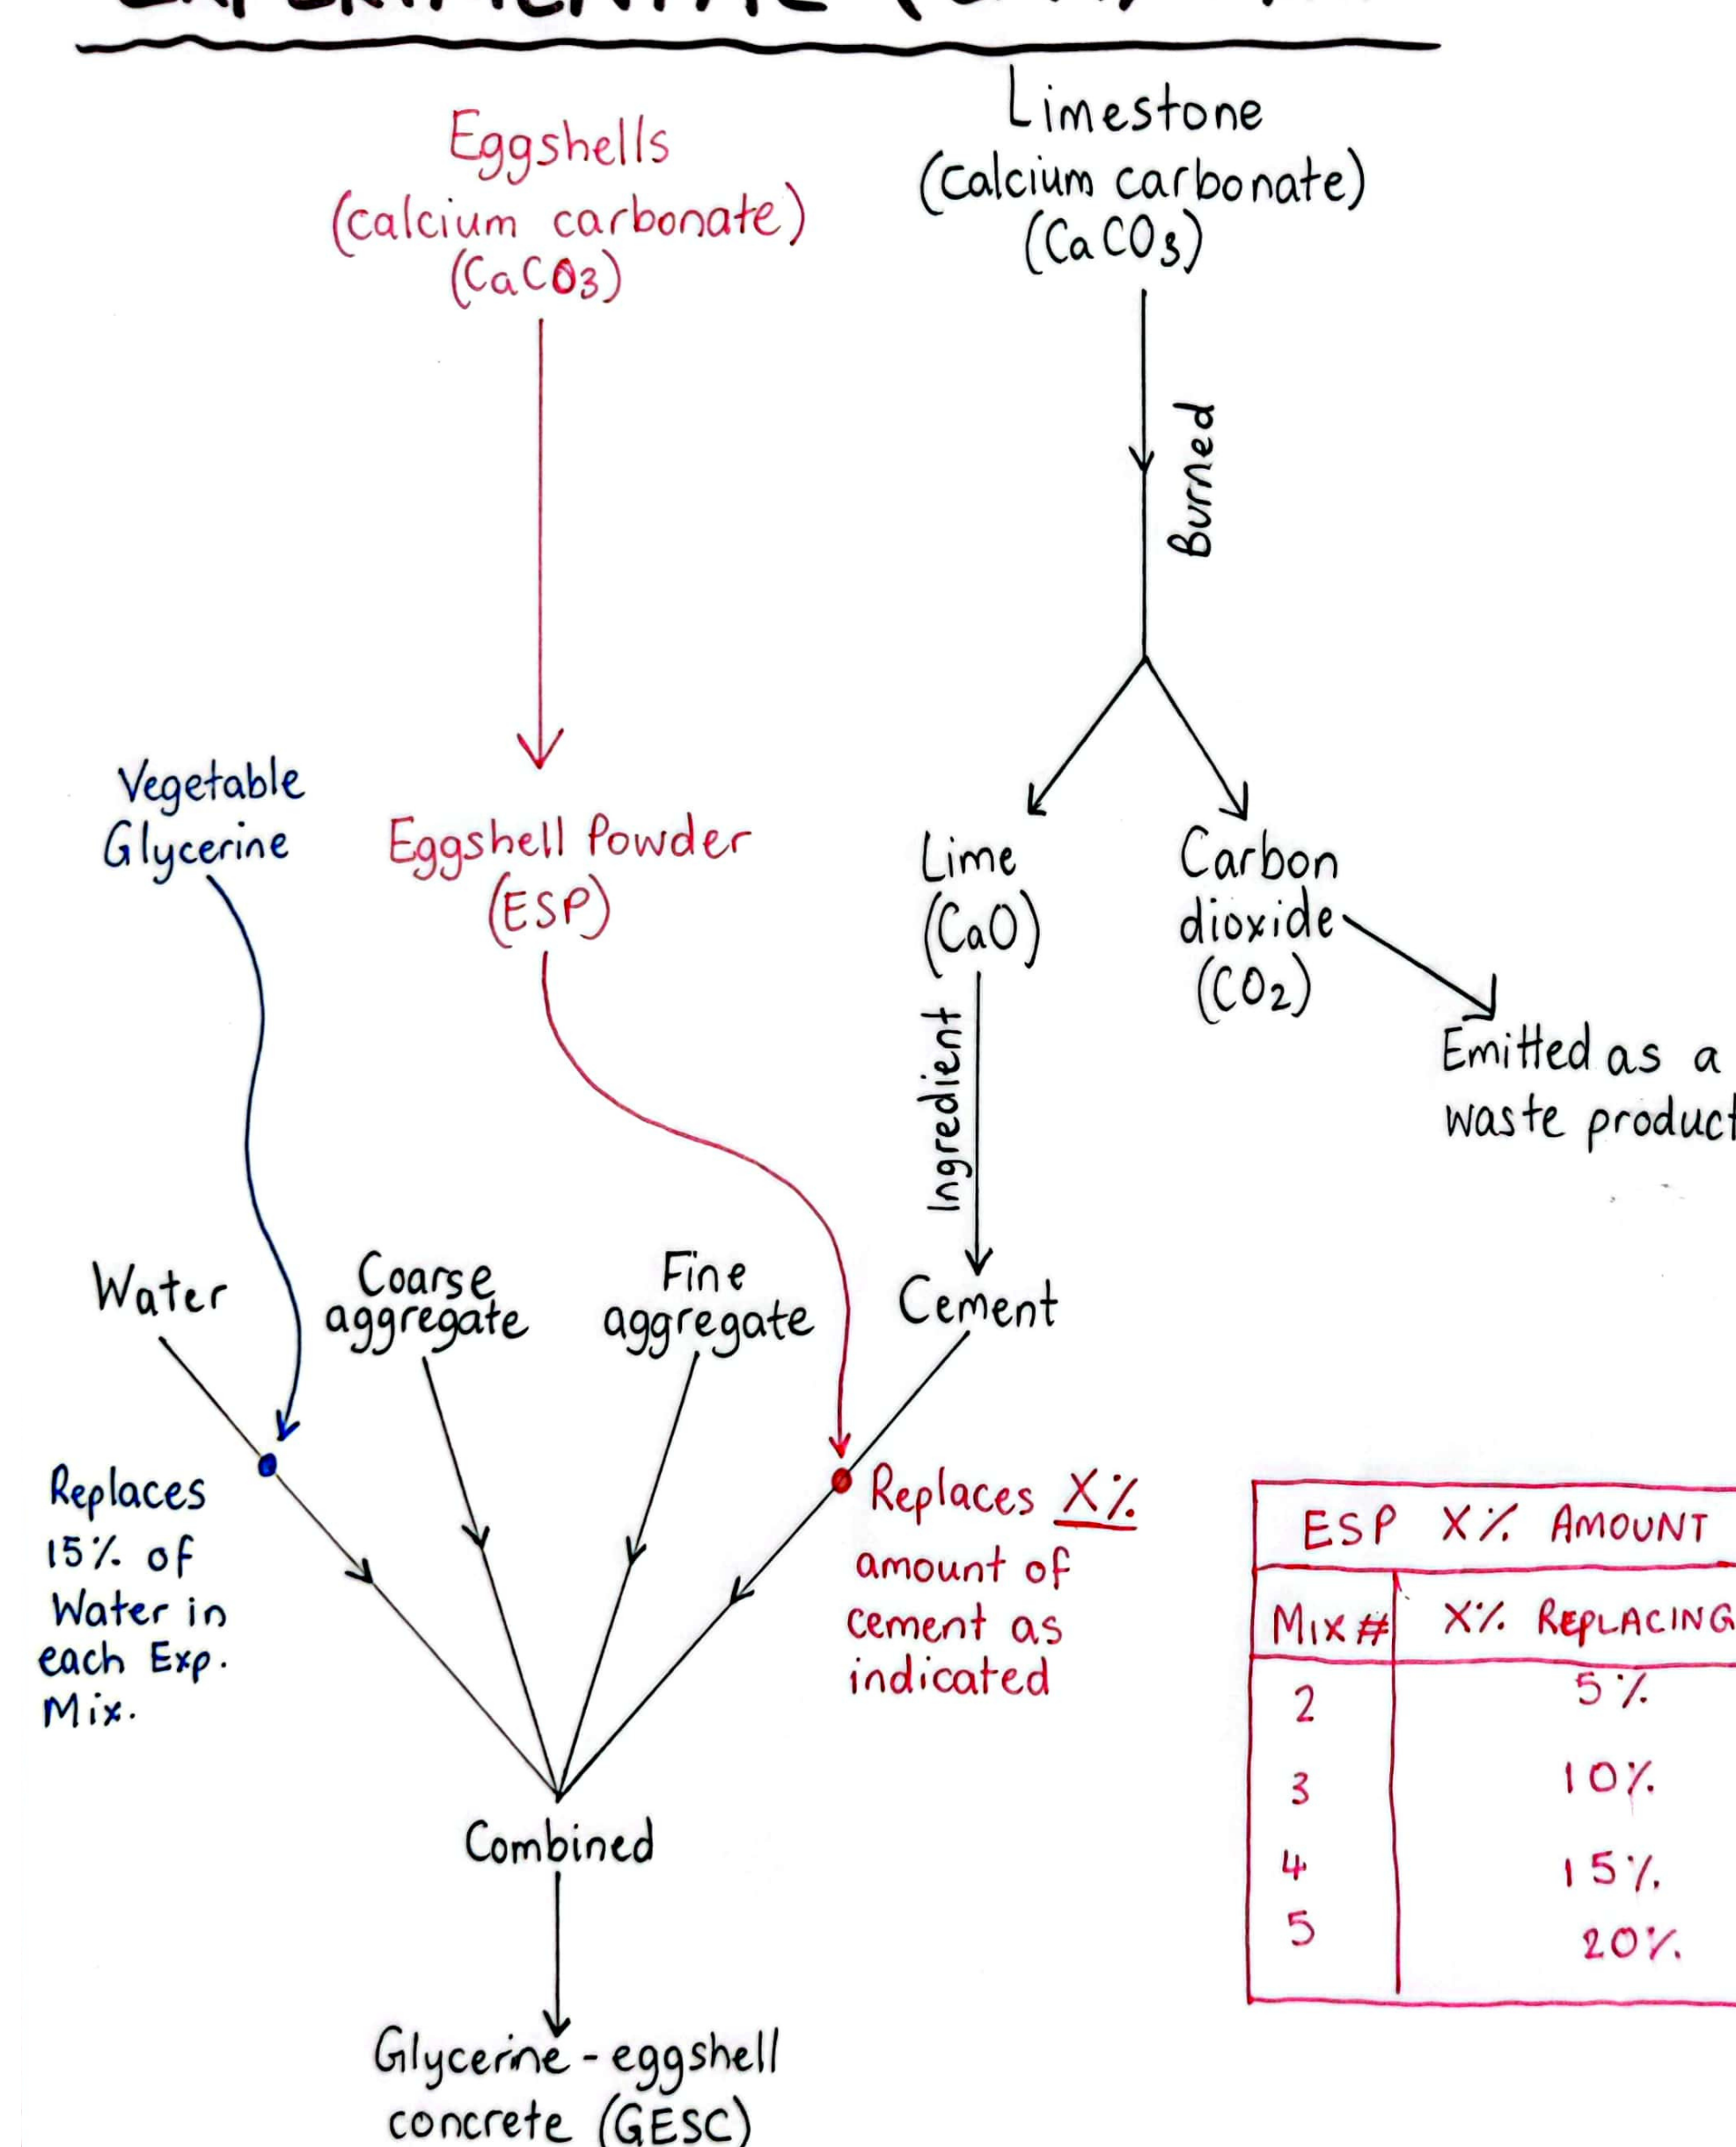 Eggshells
(calcium carbonate)
(CaCO3)
Limestone
(calcium carbonate)
(CaCO3)
Burned
Vegetable
Glycerine
Eggshell Powder
(ESP)
Lime
(CaO)
Carbon
dioxide
(CO2)
Emitted as a
waste product
Ingredient
Water
Coarse
aggregate
Fine
aggregate
Cement
Replaces
15% of
Water in
each Exp.
Mix.
Replaces X%
amount of
cement as
indicated
ESP X% AMOUNT
MIX # X% REPLACING
2 5%
3 10%
4 15%
5 20%
Combined
Glycerine - eggshell
concrete (GESC)